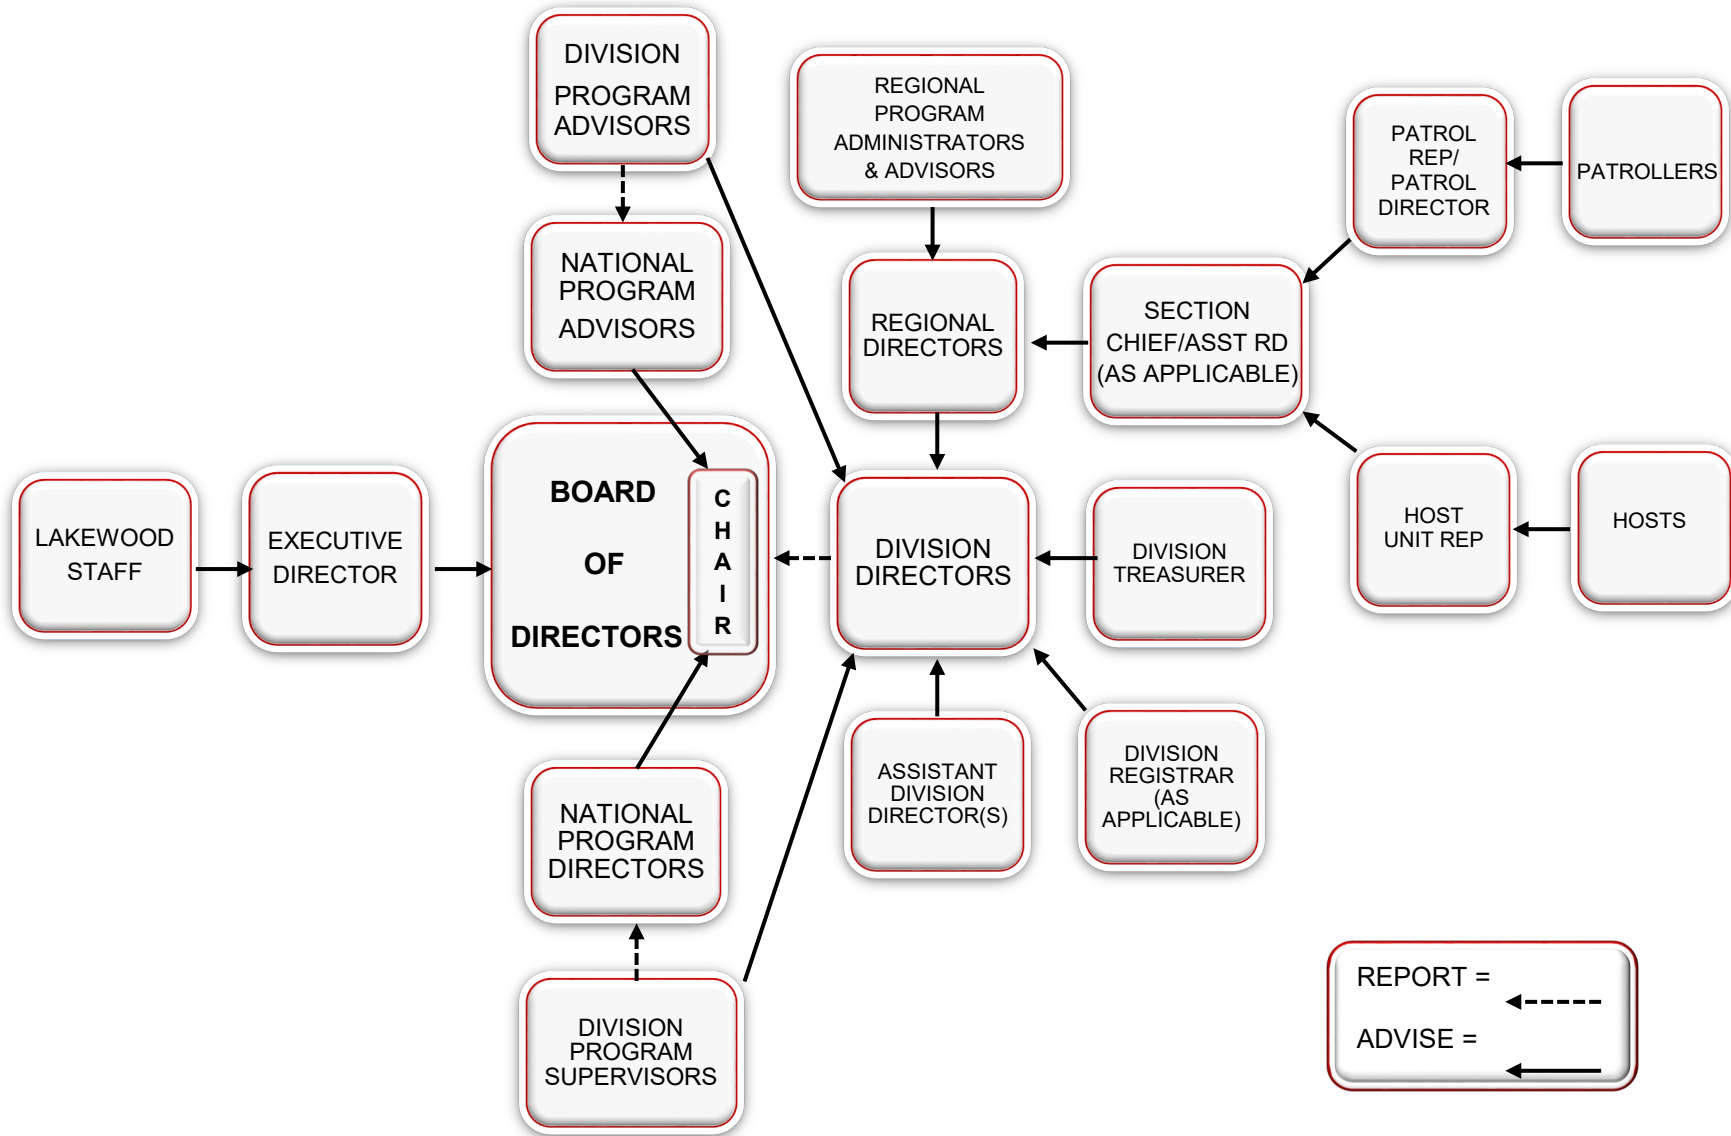 DIVISION
PROGRAM
ADVISORS
REGIONAL
PROGRAM
ADMINISTRATORS
& ADVISORS
PATROL
REP/
PATROL
DIRECTOR
PATROLLERS
NATIONAL
PROGRAM
ADVISORS
REGIONAL
DIRECTORS
SECTION
CHIEF/ASST RD
(AS APPLICABLE)
LAKEWOOD
STAFF
EXECUTIVE
DIRECTOR
BOARD
OF
DIRECTORS
C
H
A
I
R
DIVISION
DIRECTORS
DIVISION
TREASURER
HOST
UNIT REP
HOSTS
NATIONAL
PROGRAM
DIRECTORS
ASSISTANT
DIVISION
DIRECTOR(S)
DIVISION
REGISTRAR
(AS
APPLICABLE)
DIVISION
PROGRAM
SUPERVISORS
REPORT =
ADVISE =